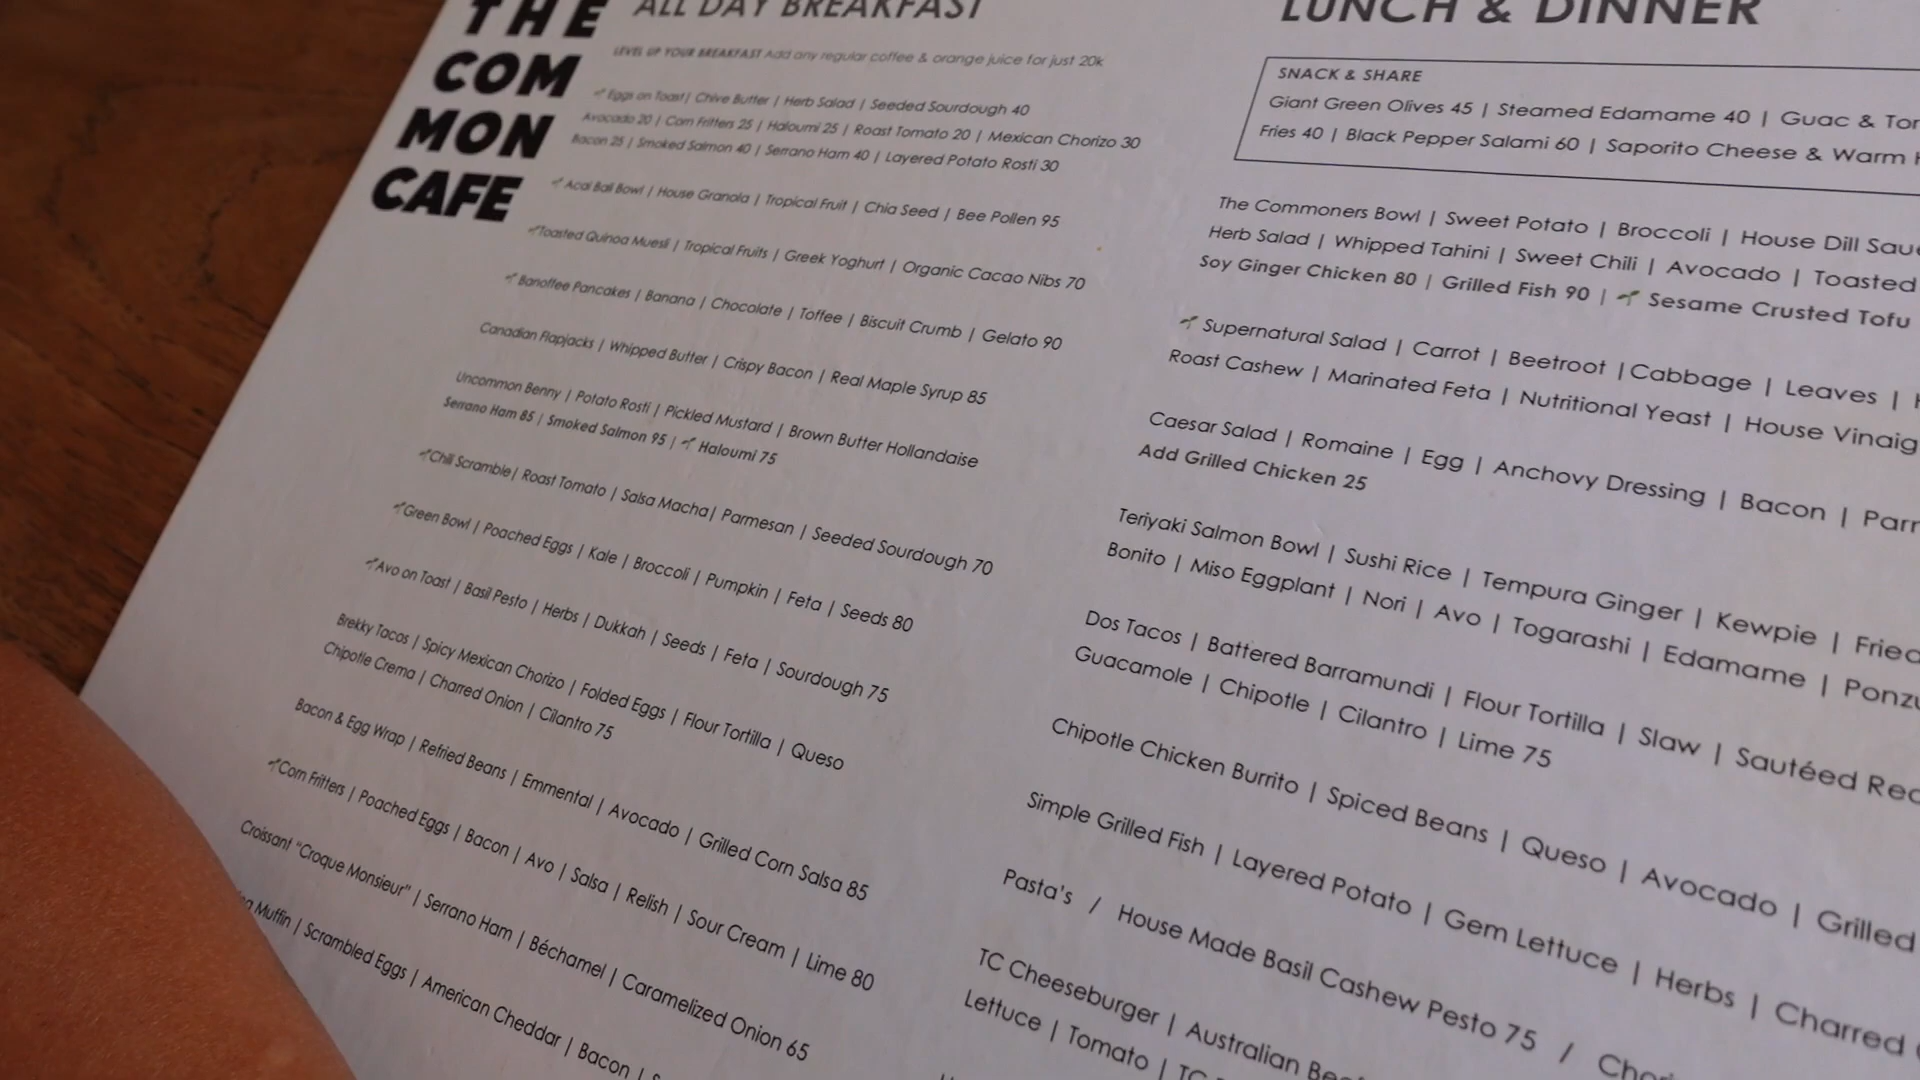 THE
COM
MON
CAFE
ALL DAY BREAKFAST
LEVEL UP YOUR BREAKFAST Add any regular coffee & orange juice for just 20k
Eggs on Toast | Chive Butter | Herb Salad | Seeded Sourdough 40
Avocado 20 | Corn Fritters 25 | Haloumi 25 | Roast Tomato 20 | Mexican Chorizo 30
Bacon 25 | Smoked Salmon 40 | Serrano Ham 40 | Layered Potato Rosti 30
Acai Bali Bowl | House Granola | Tropical Fruit | Chia Seed | Bee Pollen 95
Toasted Quinoa Muesli | Tropical Fruits | Greek Yoghurt | Organic Cacao Nibs 70
Banoffee Pancakes | Banana | Chocolate | Toffee | Biscuit Crumb | Gelato 90
Canadian Flapjacks | Whipped Butter | Crispy Bacon | Real Maple Syrup 85
Uncommon Benny | Potato Rosti | Pickled Mustard | Brown Butter Hollandaise
Serrano Ham 85 | Smoked Salmon 95 | Haloumi 75
Chili Scramble | Roast Tomato | Salsa Macha | Parmesan | Seeded Sourdough 70
Green Bowl | Poached Eggs | Kale | Broccoli | Pumpkin | Feta | Seeds 80
Avo on Toast | Basil Pesto | Herbs | Dukkah | Seeds | Feta | Sourdough 75
Brekky Tacos | Spicy Mexican Chorizo | Folded Eggs | Flour Tortilla | Queso
Chipotle Crema | Charred Onion | Cilantro 75
Bacon & Egg Wrap | Refried Beans | Emmental | Avocado | Grilled Corn Salsa 85
Corn Fritters | Poached Eggs | Bacon | Avo | Salsa | Relish | Sour Cream | Lime 80
Croissant "Croque Monsieur" | Serrano Ham | Béchamel | Caramelized Onion 65
Muffin | Scrambled Eggs | American Cheddar | Bacon |
LUNCH & DINNER
SNACK & SHARE
Giant Green Olives 45 | Steamed Edamame 40 | Guac &
Fries 40 | Black Pepper Salami 60 | Saporito Cheese & Warm
The Commoners Bowl | Sweet Potato | Broccoli | House Dill
Herb Salad | Whipped Tahini | Sweet Chili | Avocado | Toasted
Soy Ginger Chicken 80 | Grilled Fish 90 | Sesame Crusted Tofu
Supernatural Salad | Carrot | Beetroot | Cabbage | Leaves |
Roast Cashew | Marinated Feta | Nutritional Yeast | House
Caesar Salad | Romaine | Egg | Anchovy Dressing | Bacon |
Add Grilled Chicken 25
Teriyaki Salmon Bowl | Sushi Rice | Tempura Ginger | Kewpie |
Bonito | Miso Eggplant | Nori | Avo | Togarashi | Edamame |
Dos Tacos | Battered Barramundi | Flour Tortilla | Slaw | Sautéed
Guacamole | Chipotle | Cilantro | Lime 75
Chipotle Chicken Burrito | Spiced Beans | Queso | Avocado | Grilled
Simple Grilled Fish | Layered Potato | Gem Lettuce | Herbs | Charred
Pasta's / House Made Basil Cashew Pesto 75 /
TC Cheeseburger | Australian
Lettuce | Tomato | TC